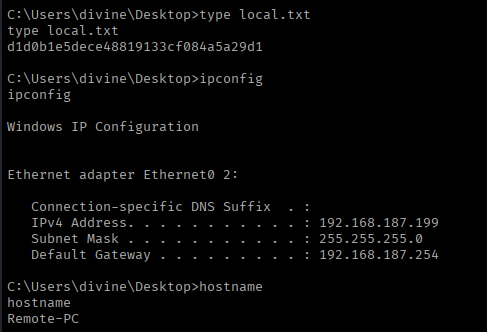 C:\Users\divine\Desktop>type local.txt
type local.txt
d1d0b1e5dece48819133cf084a5a29d1
C:\Users\divine\Desktop>ipconfig
ipconfig
Windows IP Configuration
Ethernet adapter Ethernet0 2:
Connection-specific DNS Suffix  . :
IPv4 Address. . . . . . . . . . . : 192.168.187.199
Subnet Mask . . . . . . . . . . . : 255.255.255.0
Default Gateway . . . . . . . . . : 192.168.187.254
C:\Users\divine\Desktop>hostname
hostname
Remote-PC